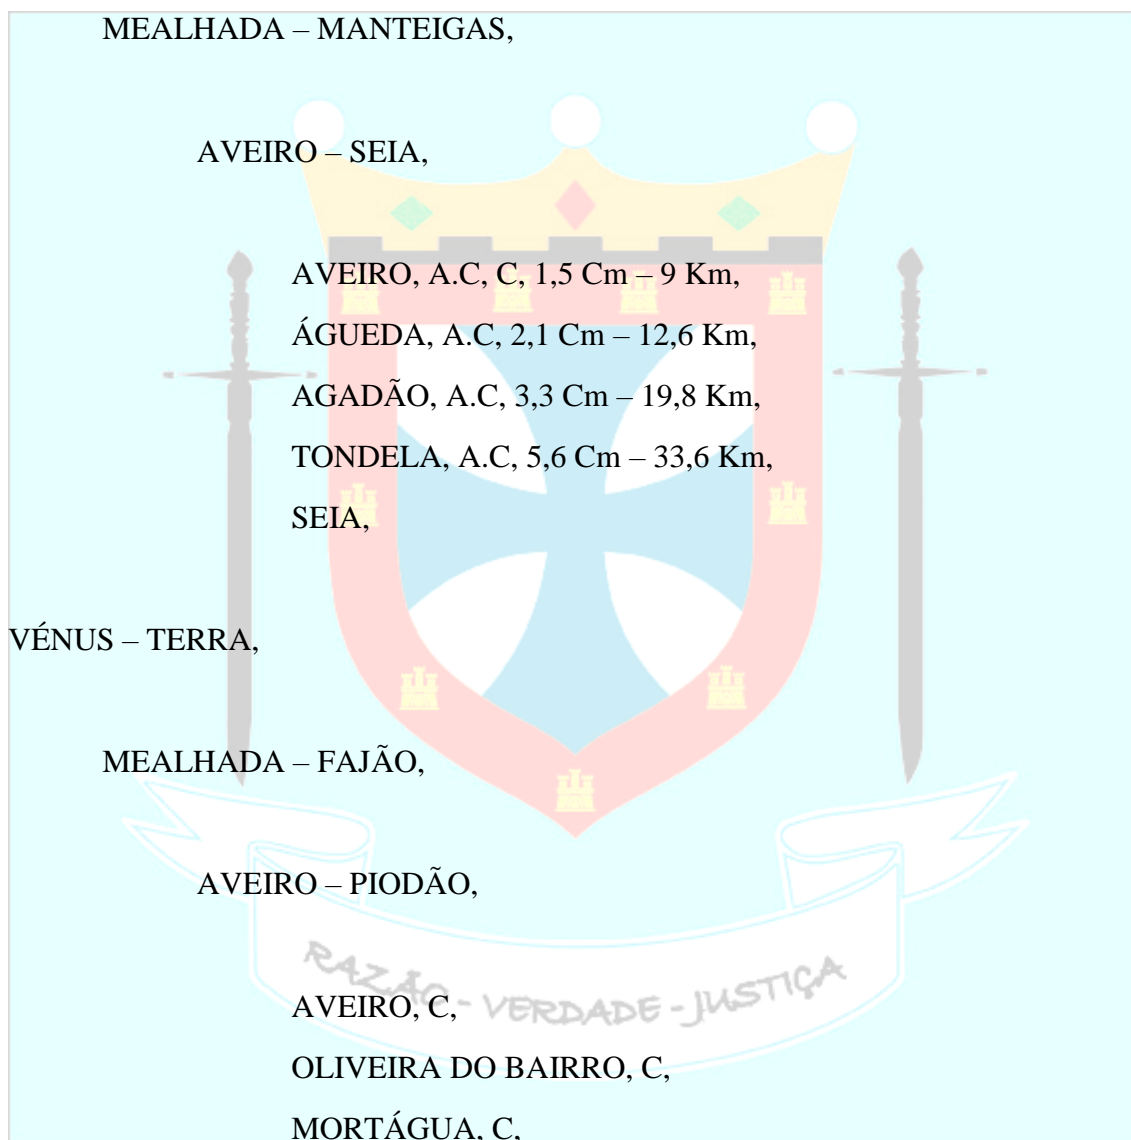 MEALHADA – MANTEIGAS,
AVEIRO – SEIA,
AVEIRO, A.C, C, 1,5 Cm – 9 Km,
ÁGUEDA, A.C, 2,1 Cm – 12,6 Km,
AGADÃO, A.C, 3,3 Cm – 19,8 Km,
TONDELA, A.C, 5,6 Cm – 33,6 Km,
SEIA,
VÉNUS – TERRA,
MEALHADA – FAJÃO,
AVEIRO – PIODÃO,
RAZÃO - VERDADE - JUSTIÇA
AVEIRO, C,
OLIVEIRA DO BAIRRO, C,
MORTÁGUA, C,